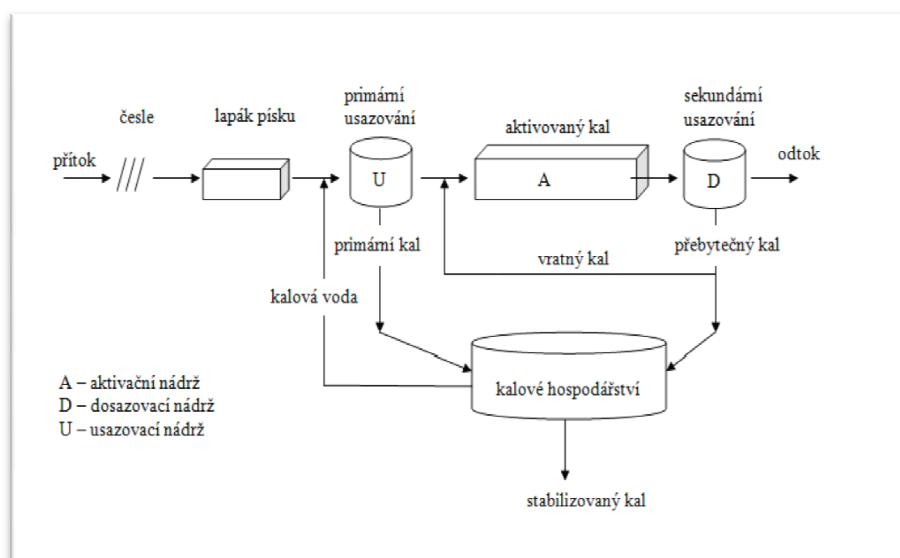 přítok
česle
lapák písku
primární
usazování
U
aktivovaný kal
A
sekundární
usazování
D
odtok
primární kal
vratný kal
přebytečný kal
kalová voda
kalové hospodářství
A – aktivační nádrž
D – dosazovací nádrž
U – usazovací nádrž
stabilizovaný kal